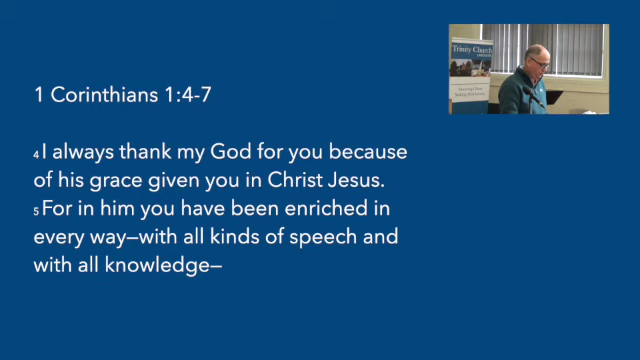 1 Corinthians 1:4-7
4 I always thank my God for you because
of his grace given you in Christ Jesus.
5 For in him you have been enriched in
every way—with all kinds of speech and
with all knowledge—
Trinity Church